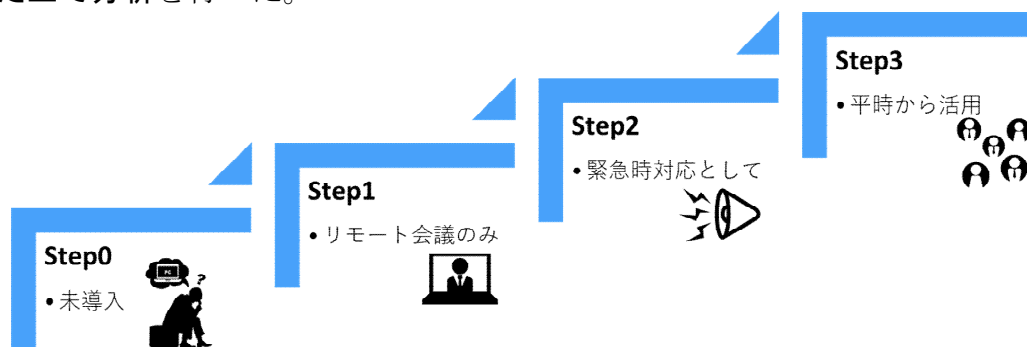 Step3
• 平時から活用
Step2
• 緊急時対応として
Step1
• リモート会議のみ
Step0
• 未導入
PC
?